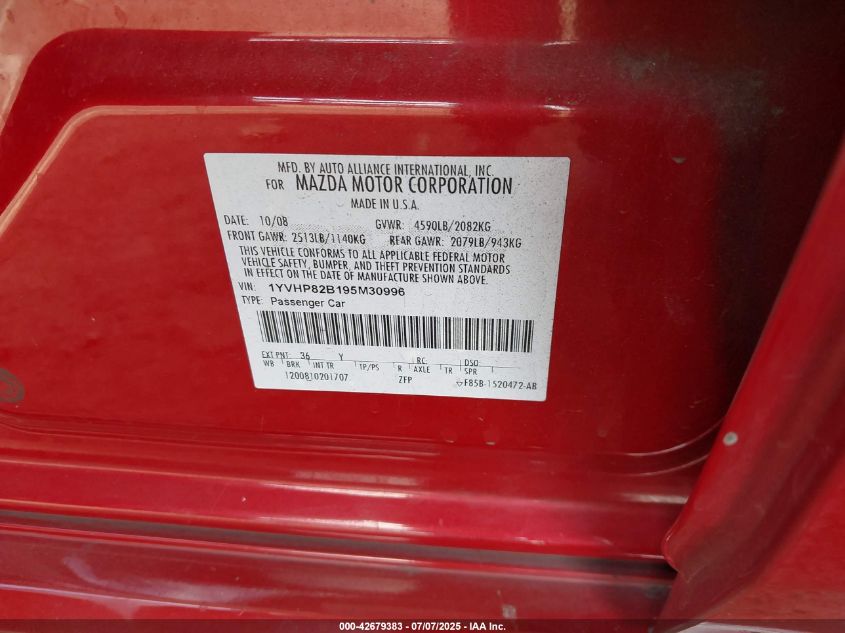 MFD. BY AUTO ALLIANCE INTERNATIONAL, INC.
FOR MAZDA MOTOR CORPORATION
MADE IN U.S.A.
DATE: 10/08 GVWR: 4590LB/2082KG
FRONT GAWR: 2513LB/1140KG REAR GAWR: 2079LB/943KG
THIS VEHICLE CONFORMS TO ALL APPLICABLE FEDERAL MOTOR
VEHICLE SAFETY, BUMPER, AND THEFT PREVENTION STANDARDS
IN EFFECT ON THE DATE OF MANUFACTURE SHOWN ABOVE.
VIN: 1YVHP82B195M30996
TYPE: Passenger Car
EXT PNT: 36 Y RC: DSO:
WB BRK INT TR TP/PS R AXLE TR SPR
1200810201707 ZFP F85B-1520472-AB
000-42679383 - 07/07/2025 - IAA Inc.